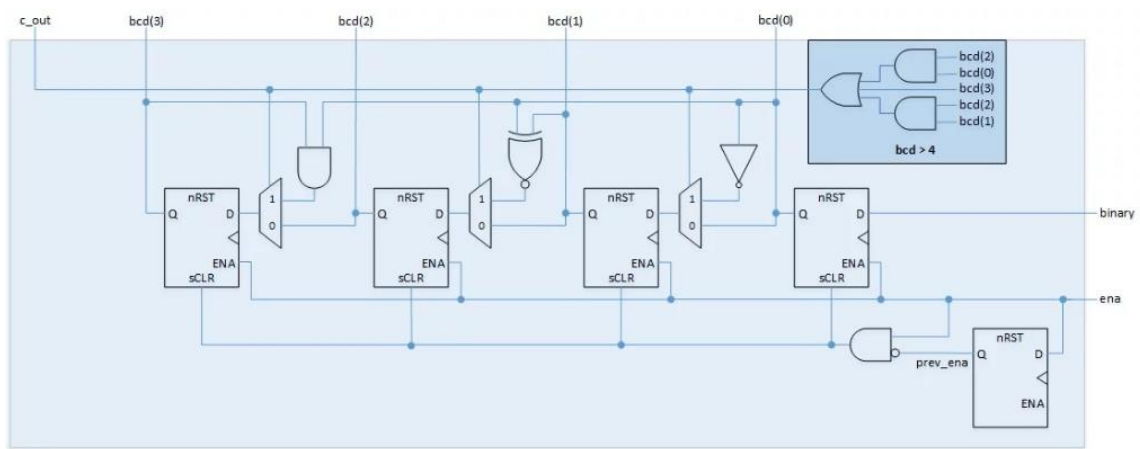 c_out
bcd(3)
bcd(2)
bcd(1)
bcd(0)
bcd(2)
bcd(0)
bcd(3)
bcd(2)
bcd(1)
bcd > 4
nRST
Q
D
ENA
sCLR
1
0
nRST
Q
D
ENA
sCLR
1
0
nRST
Q
D
ENA
sCLR
1
0
nRST
Q
D
ENA
sCLR
binary
ena
prev_ena
nRST
Q
D
ENA